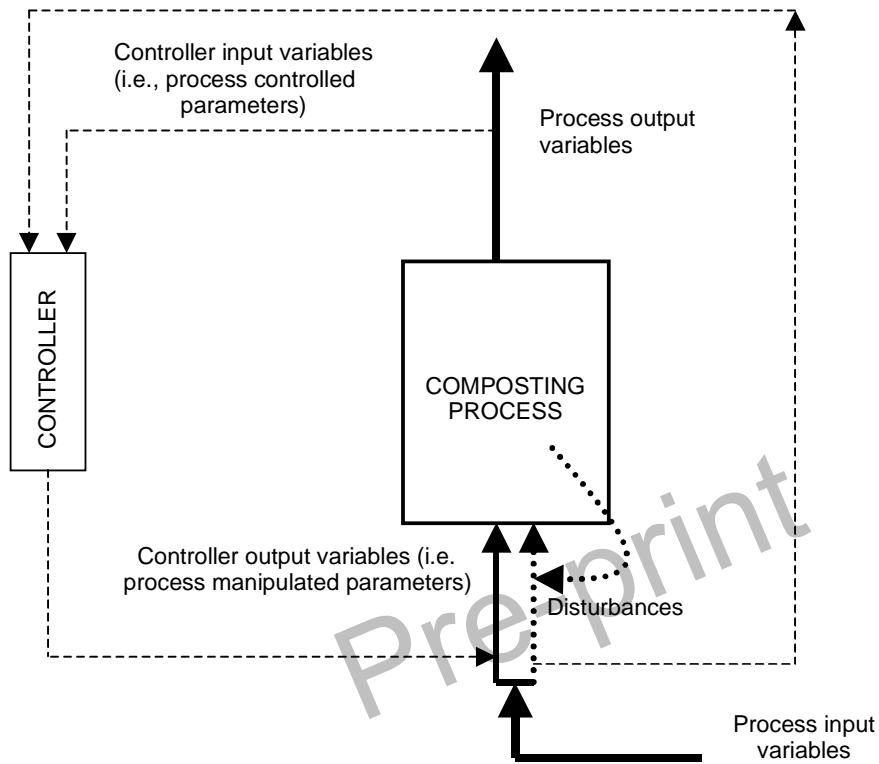 Controller input variables
(i.e., process controlled
parameters)
Process output
variables
CONTROLLER
COMPOSTING
PROCESS
Controller output variables (i.e.
process manipulated parameters)
Disturbances
Pre-print
Process input
variables